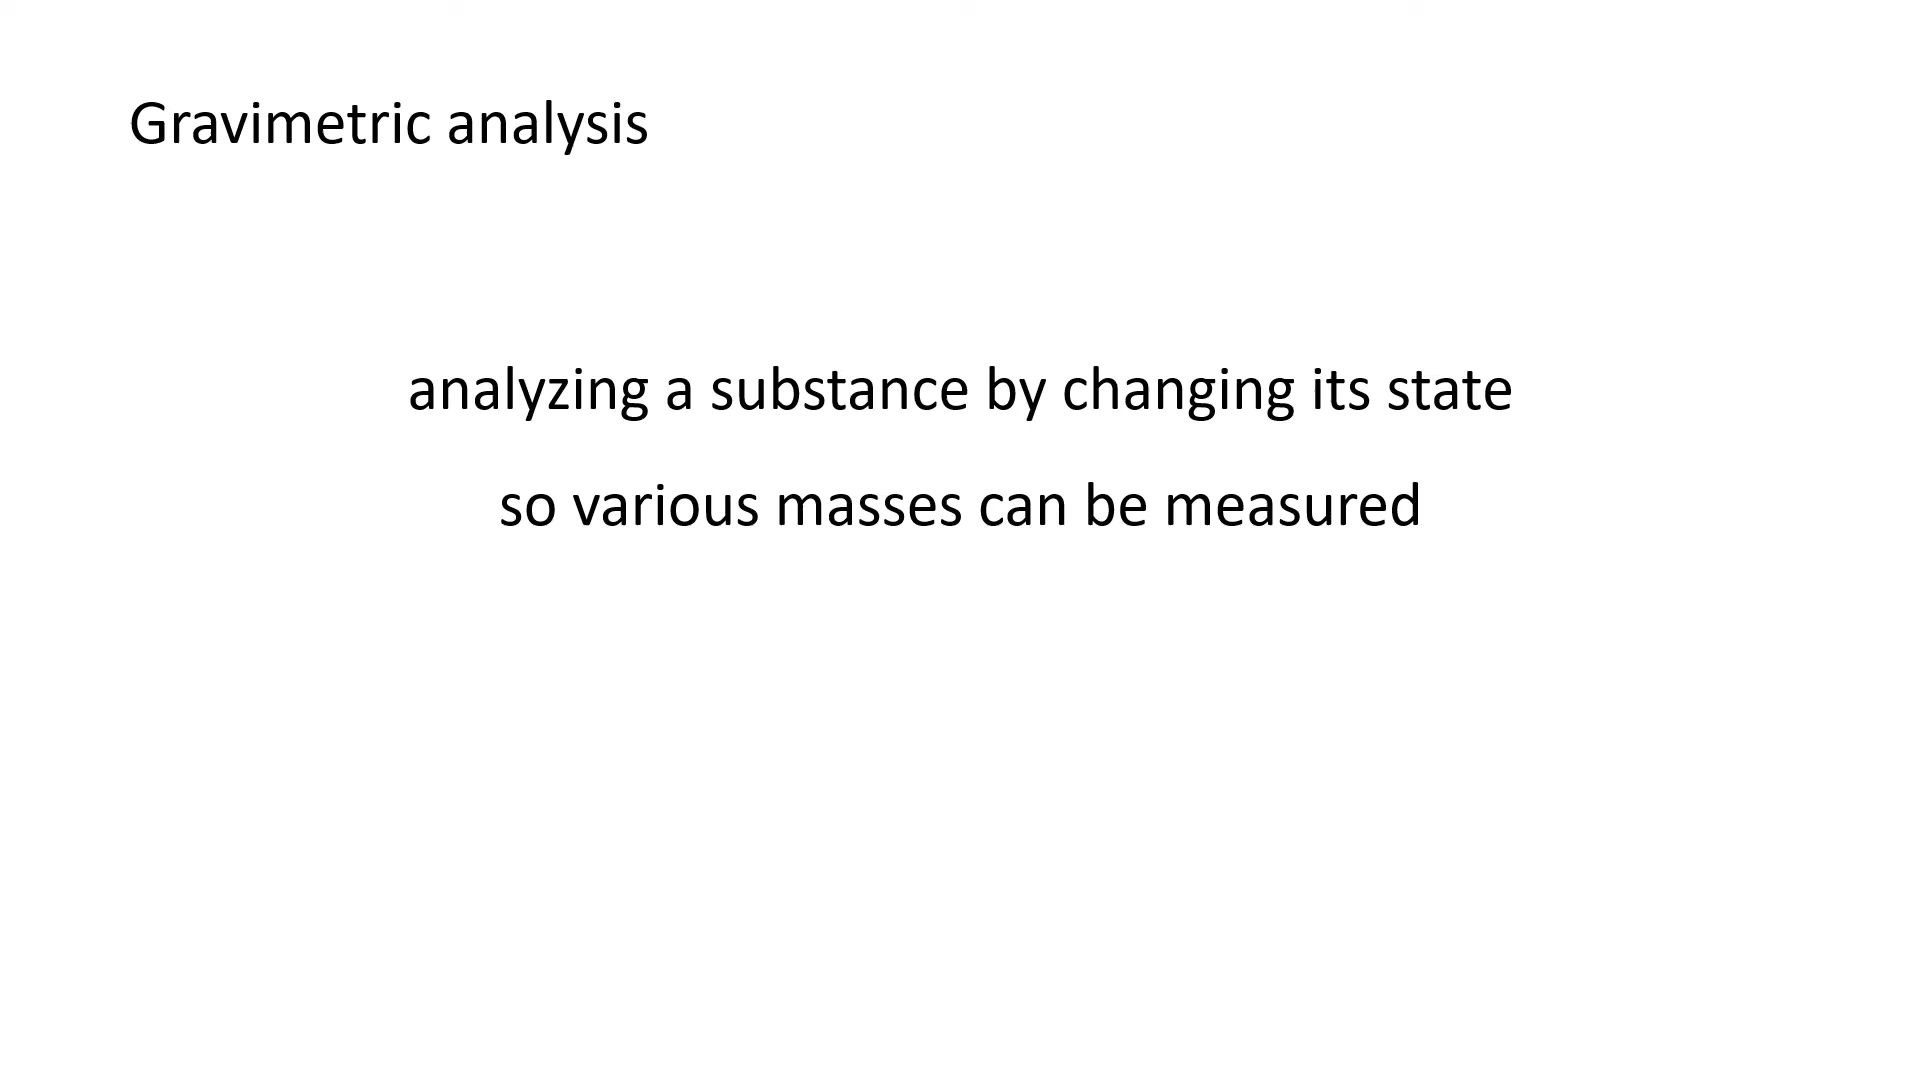 Gravimetric analysis
analyzing a substance by changing its state
so various masses can be measured